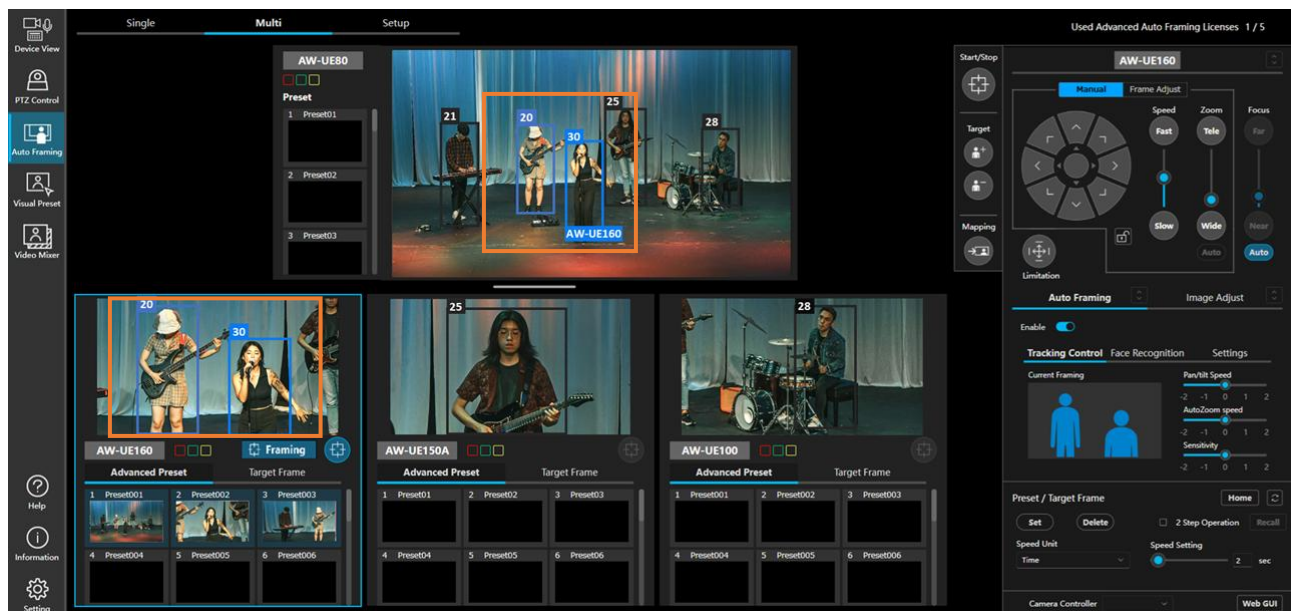 Single Multi Setup
Used Advanced Auto Framing Licenses 1 / 5
Device View
PTZ Control
Auto Framing
Visual Preset
Video Mixer
Help
Information
Setting
AW-UE80
Preset
1 Preset01
2 Preset02
3 Preset03
21
20
30
25
28
AW-UE160
Start/Stop
Target
Mapping
20
30
AW-UE160
Framing
Advanced Preset Target Frame
1 Preset001 2 Preset002 3 Preset003
4 Preset004 5 Preset005 6 Preset006
25
AW-UE150A
Advanced Preset Target Frame
1 Preset01 2 Preset02 3 Preset03
4 Preset04 5 Preset05 6 Preset06
28
AW-UE100
Advanced Preset Target Frame
1 Preset001 2 Preset002 3 Preset003
4 Preset004 5 Preset005 6 Preset006
AW-UE160
Manual Frame Adjust
Speed Zoom Focus
Fast Tele Far
Slow Wide Near
Auto Auto
Limitation
Auto Framing Image Adjust
Enable
Tracking Control Face Recognition Settings
Current Framing
Pan/tilt Speed
-2 -1 0 1 2
AutoZoom speed
-2 -1 0 1 2
Sensitivity
-2 -1 0 1 2
Preset / Target Frame Home
Set Delete 2 Step Operation Recall
Speed Unit Speed Setting
Time 2 sec
Camera Controller Web GUI